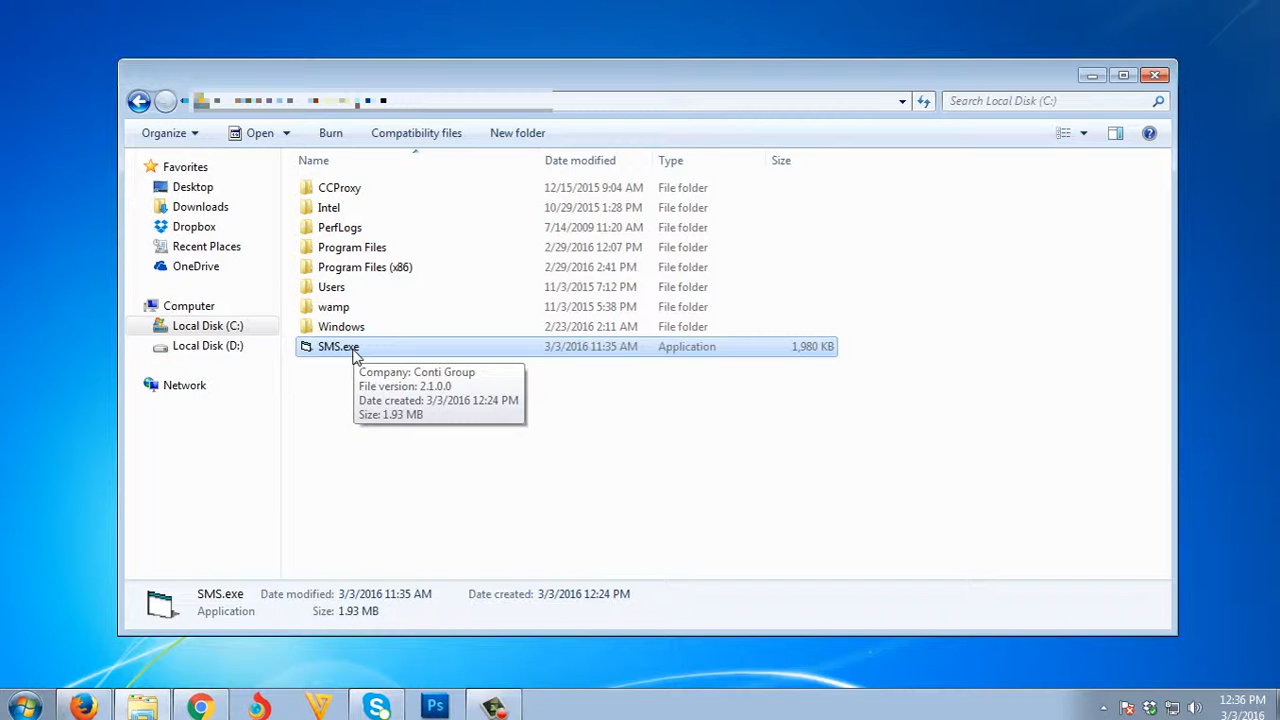 Search Local Disk (C:)
Organize Open Burn Compatibility files New folder
Name Date modified Type Size
Favorites
Desktop
Downloads
Dropbox
Recent Places
OneDrive
Computer
Local Disk (C:)
Local Disk (D:)
Network
CCProxy 12/15/2015 9:04 AM File folder
Intel 10/29/2015 1:28 PM File folder
PerfLogs 7/14/2009 11:20 AM File folder
Program Files 2/29/2016 12:07 PM File folder
Program Files (x86) 2/29/2016 2:41 PM File folder
Users 11/3/2015 7:12 PM File folder
wamp 11/3/2015 5:38 PM File folder
Windows 2/23/2016 2:11 AM File folder
SMS.exe 3/3/2016 11:35 AM Application 1,980 KB
Company: Conti Group
File version: 2.1.0.0
Date created: 3/3/2016 12:24 PM
Size: 1.93 MB
SMS.exe Date modified: 3/3/2016 11:35 AM Date created: 3/3/2016 12:24 PM
Application Size: 1.93 MB
Ps
12:36 PM
3/3/2016